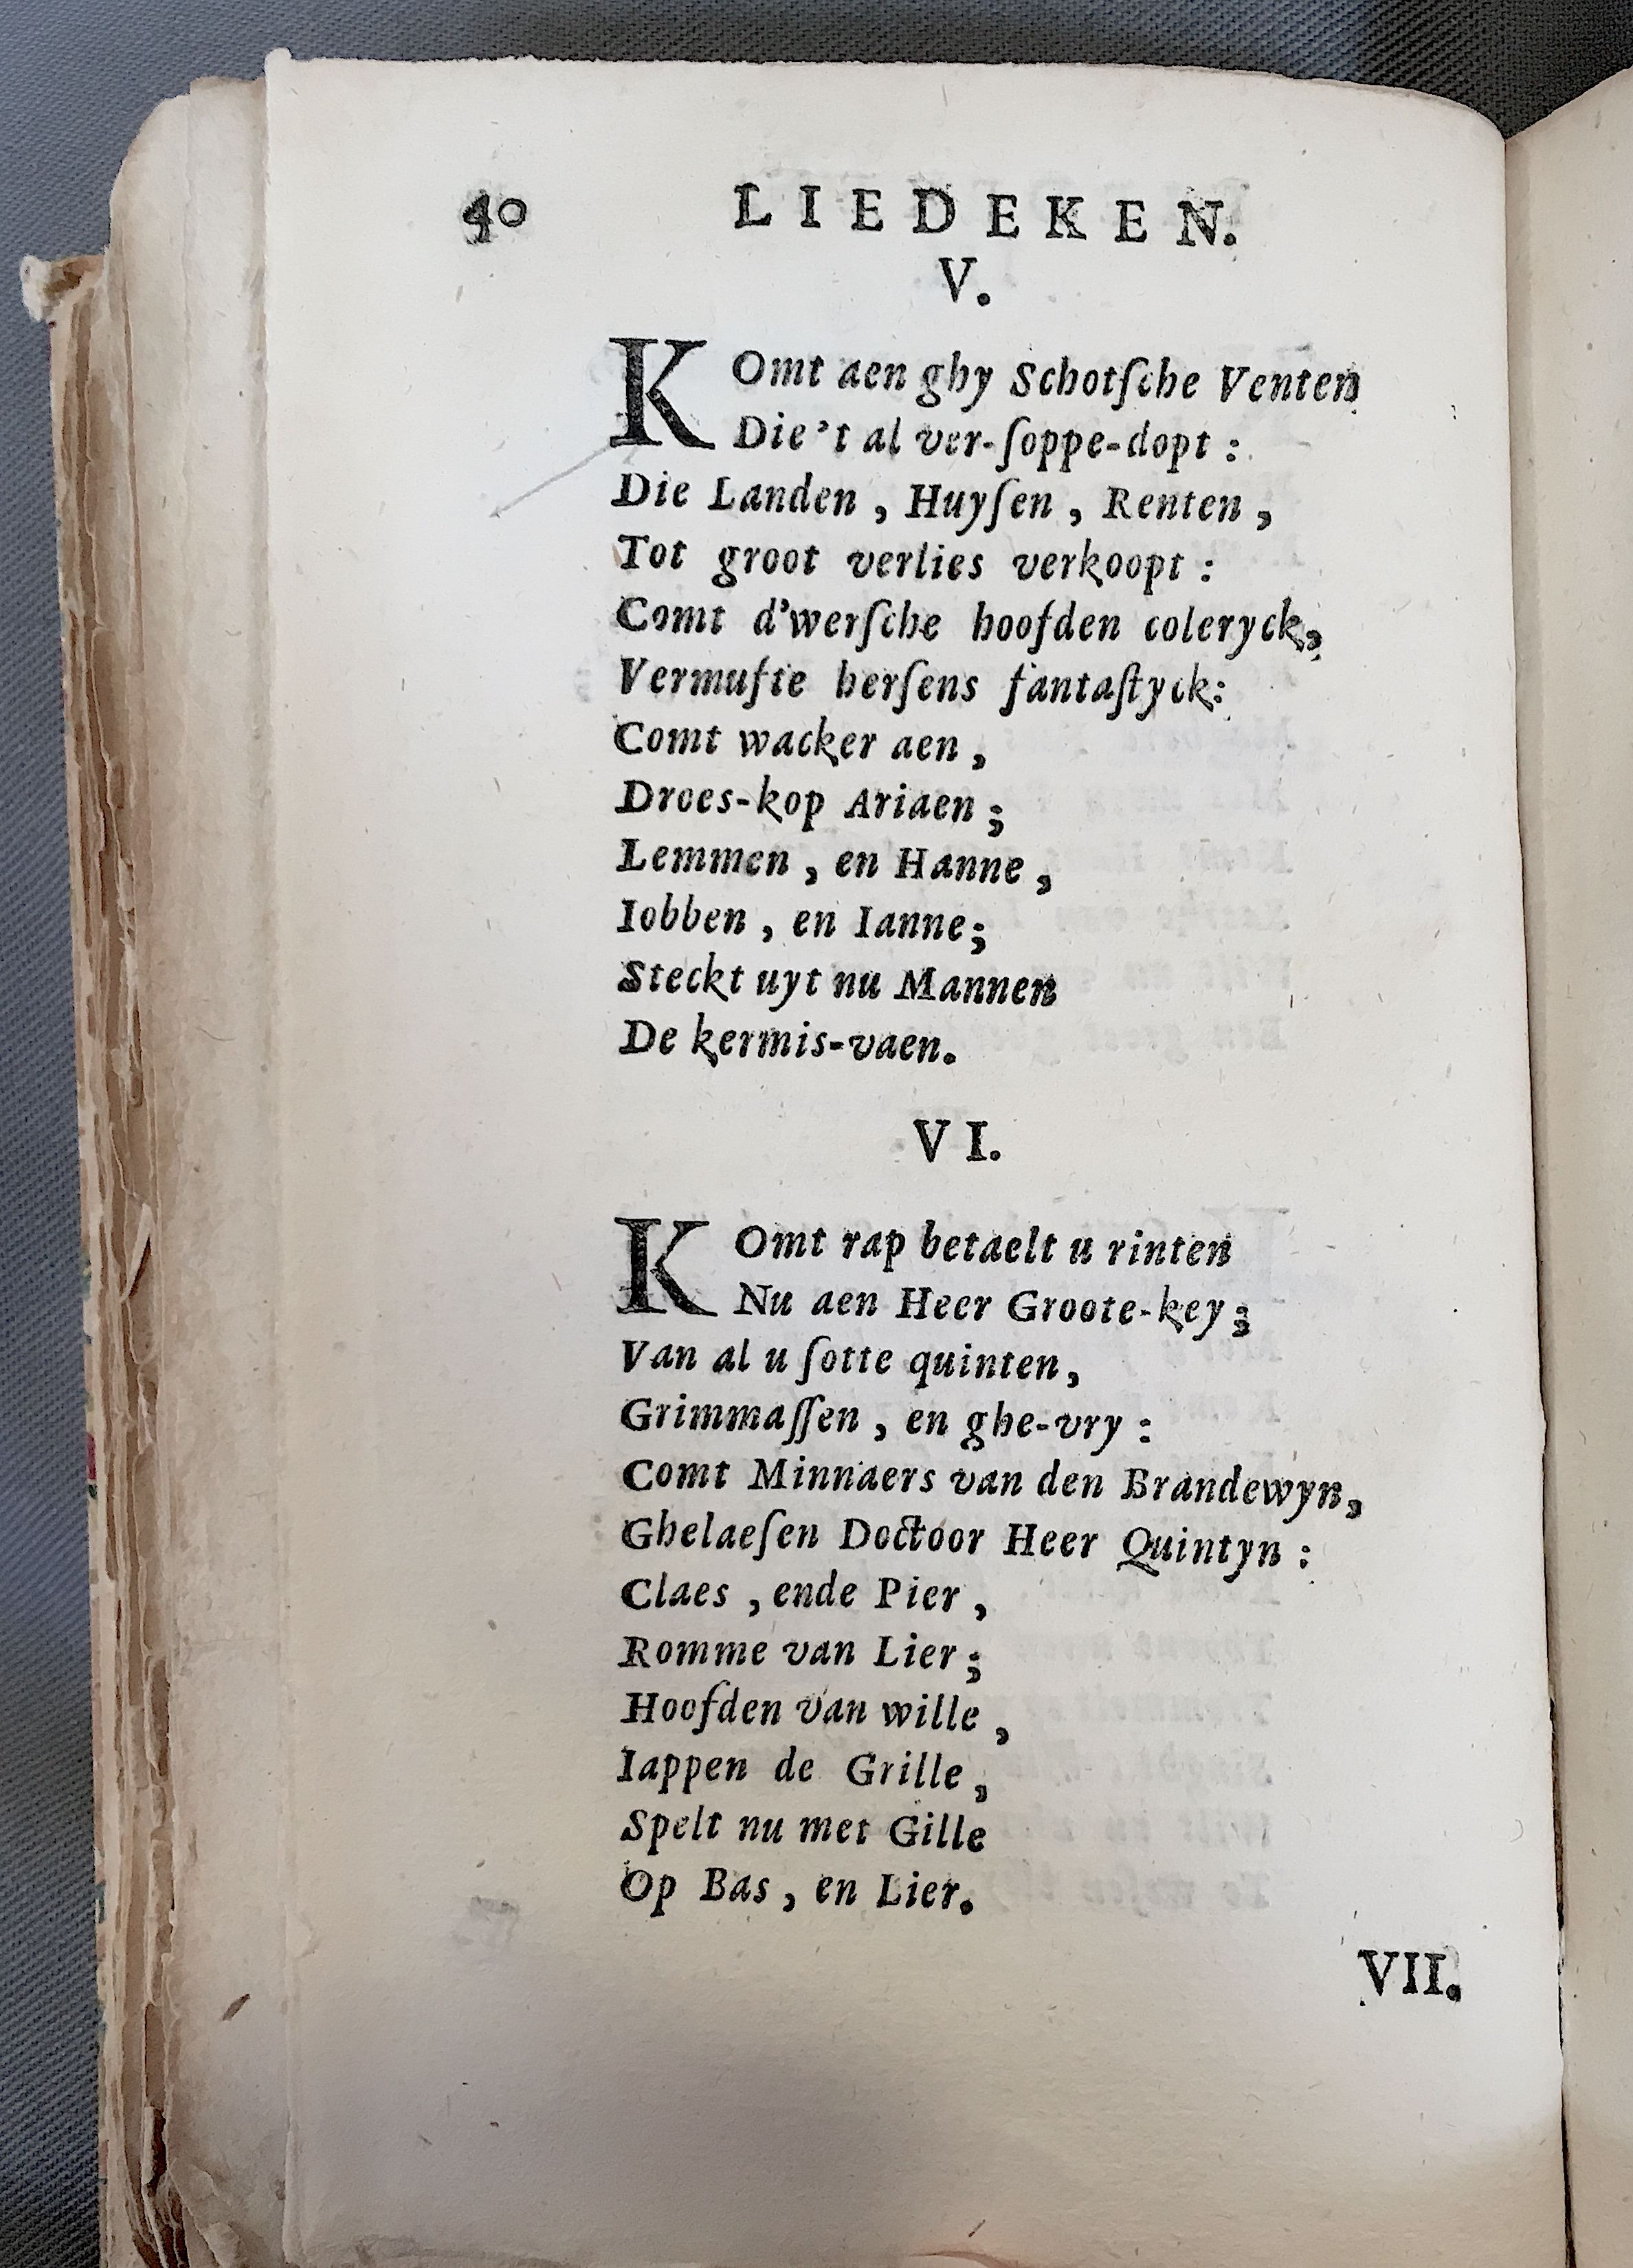 40 LIEDEKEN.
V.
KOmt aen ghy Schotſche Venten
Die't al ver-ſoppe-dopt :
Die Landen , Huyſen , Renten ,
Tot groot verlies verkoopt :
Comt d'werſche hoofden coleryck,
Vermufte herſens fantaſtyck:
Comt wacker aen ,
Droes-kop Ariaen ;
Lemmen , en Hanne ,
Iobben , en Ianne;
Steckt uyt nu Mannen
De kermis-vaen.
VI.
KOmt rap betaelt u rinten
Nu aen Heer Groote-key ;
Van al u ſotte quinten,
Grimmaſſen , en ghe-vry :
Comt Minnaers van den Brandewyn,
Ghelaeſen Doctoor Heer Quintyn :
Claes , ende Pier ,
Romme van Lier ;
Hoofden van wille ,
Iappen de Grille ,
Spelt nu met Gille
Op Bas , en Lier.
VII.